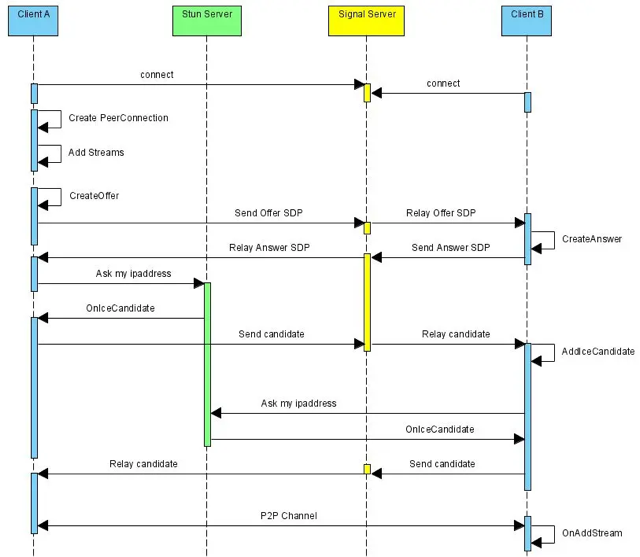 Client A
Stun Server
Signal Server
Client B
connect
connect
Create PeerConnection
Add Streams
CreateOffer
Send Offer SDP
Relay Offer SDP
CreateAnswer
Relay Answer SDP
Send Answer SDP
Ask my ipaddress
OnIceCandidate
Send candidate
Relay candidate
AddIceCandidate
Ask my ipaddress
OnIceCandidate
Relay candidate
Send candidate
P2P Channel
OnAddStream